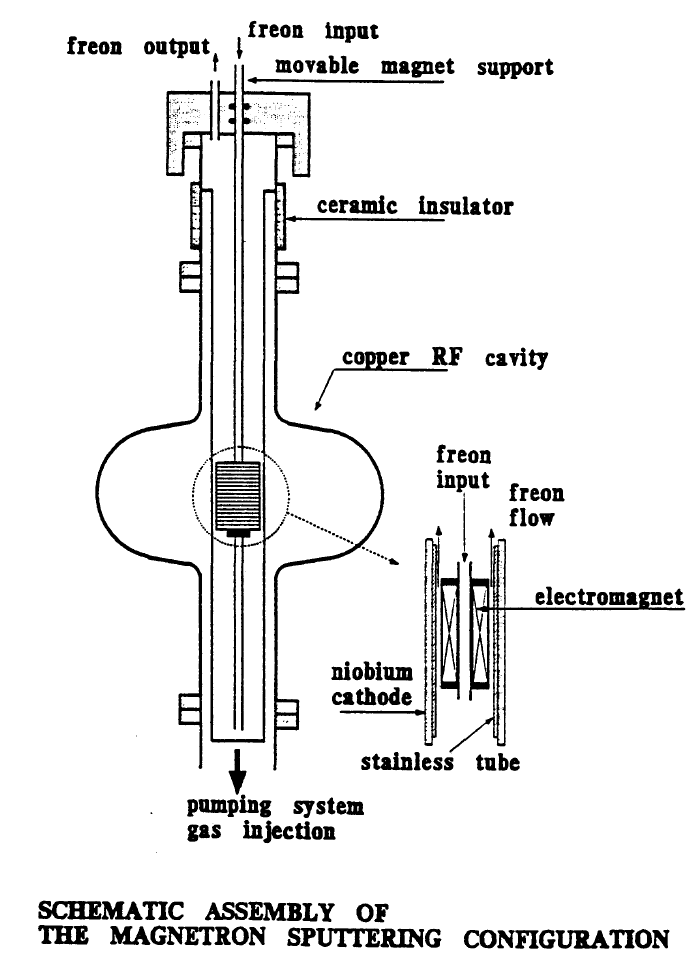 freon output
freon input
movable magnet support
ceramic insulator
copper RF cavity
freon
input
freon
flow
electromagnet
niobium
cathode
stainless tube
pumping system
gas injection
SCHEMATIC ASSEMBLY OF
THE MAGNETRON SPUTTERING CONFIGURATION